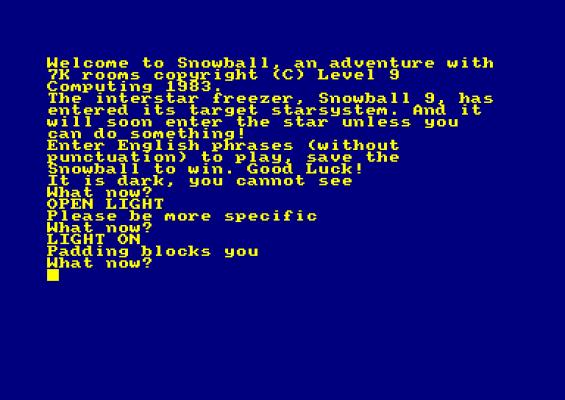 Welcome to Snowball, an adventure with
7K rooms copyright (C) Level 9
Computing 1983.
The interstar freezer, Snowball 9, has
entered its target starsystem. And it
will soon enter the star unless you
can do something!
Enter English phrases (without
punctuation) to play, save the
Snowball to win. Good Luck!
It is dark, you cannot see
What now?
OPEN LIGHT
Please be more specific
What now?
LIGHT ON
Padding blocks you
What now?